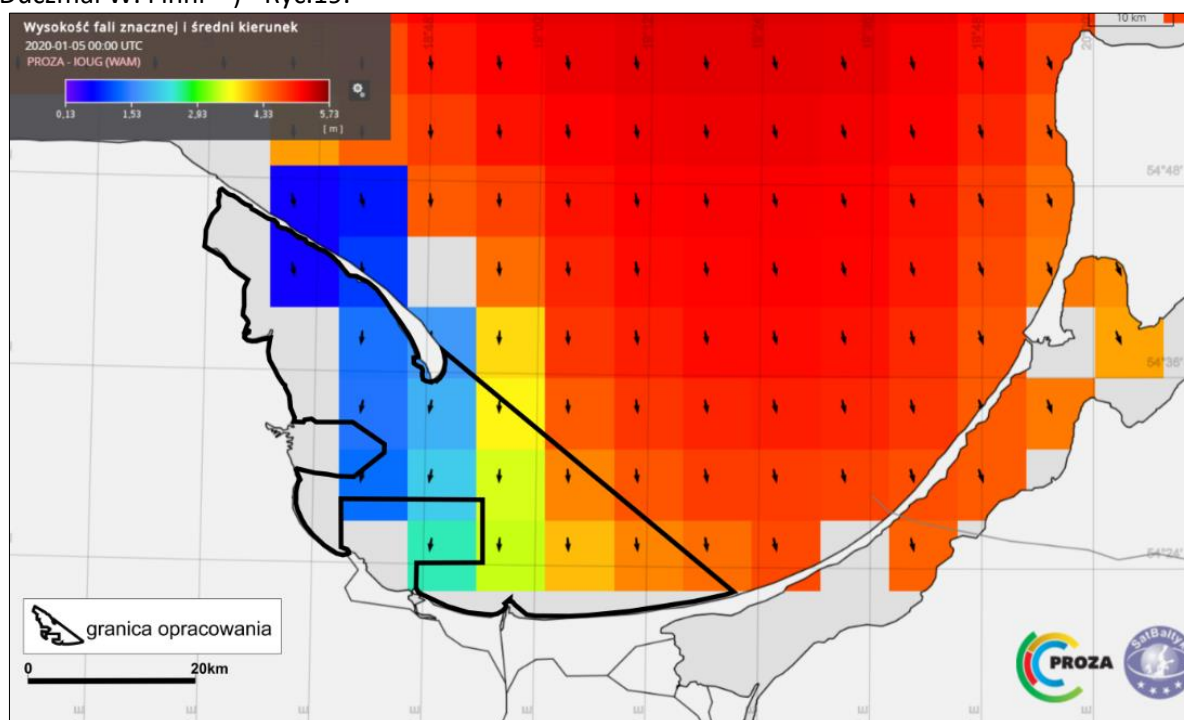 Wysokość fali znacznej i średni kierunek
2020-01-05 00:00 UTC
PROZA - IOUG (WAM)
0,13 1,53 2,93 4,33 5,73
[ m ]
10 km
54°48'
54°36'
54°24'
granica opracowania
0 20km
PROZA
SatBałtyk